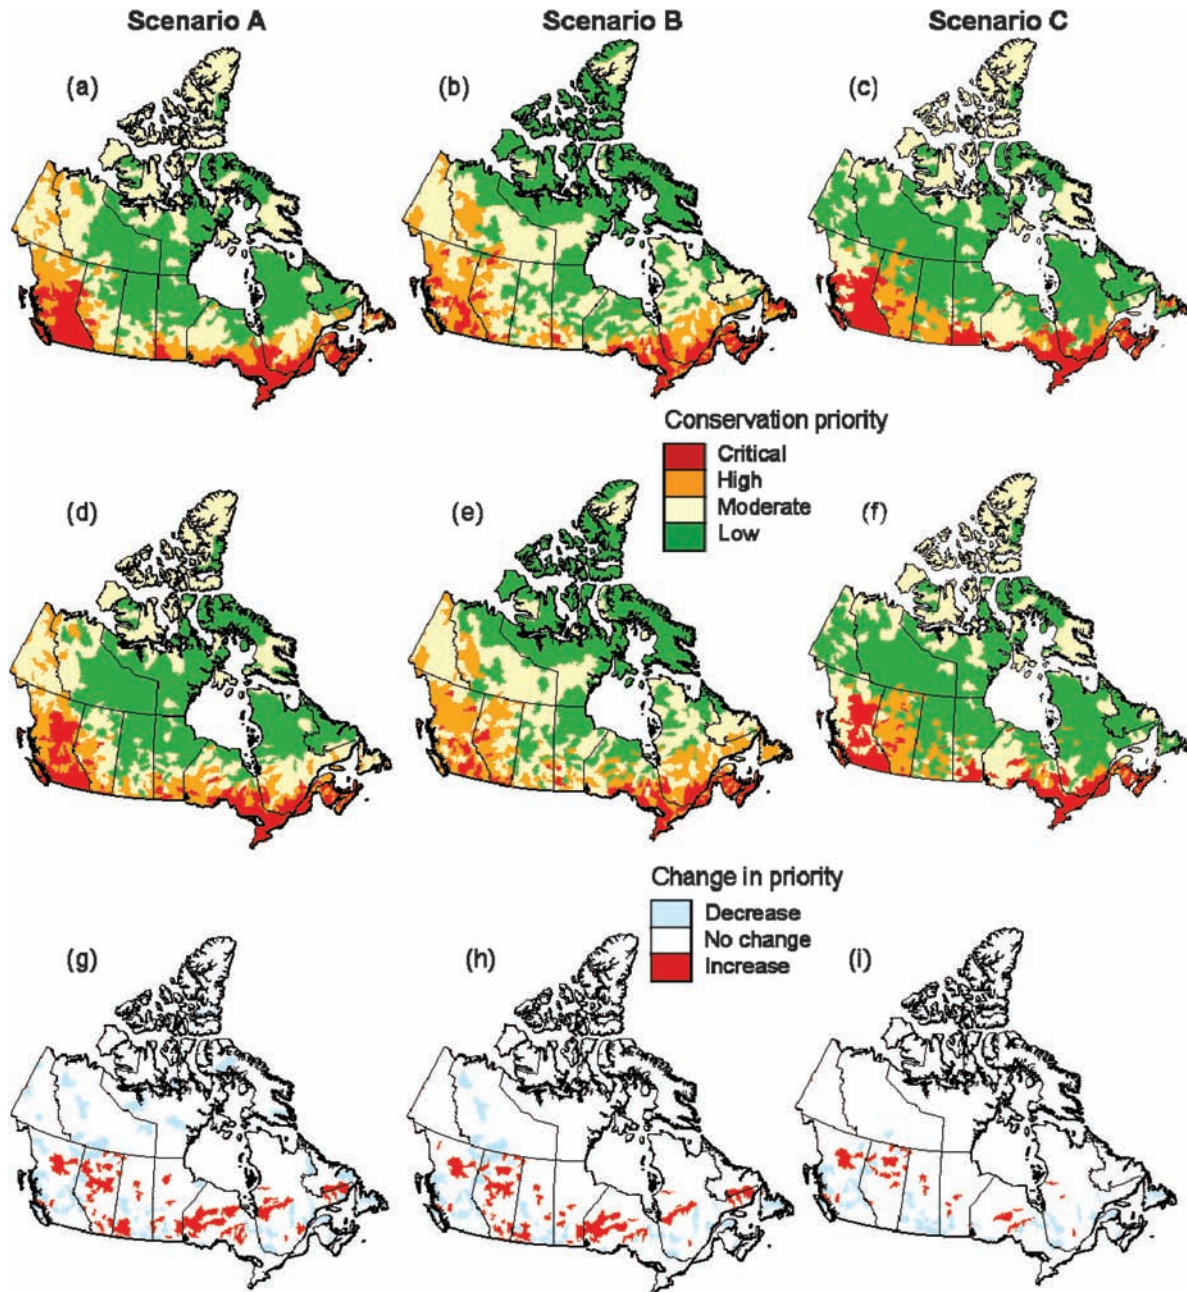 Scenario A
Scenario B
Scenario C
(a)
(b)
(c)
Conservation priority
Critical
High
Moderate
Low
(d)
(e)
(f)
Change in priority
Decrease
No change
Increase
(g)
(h)
(i)